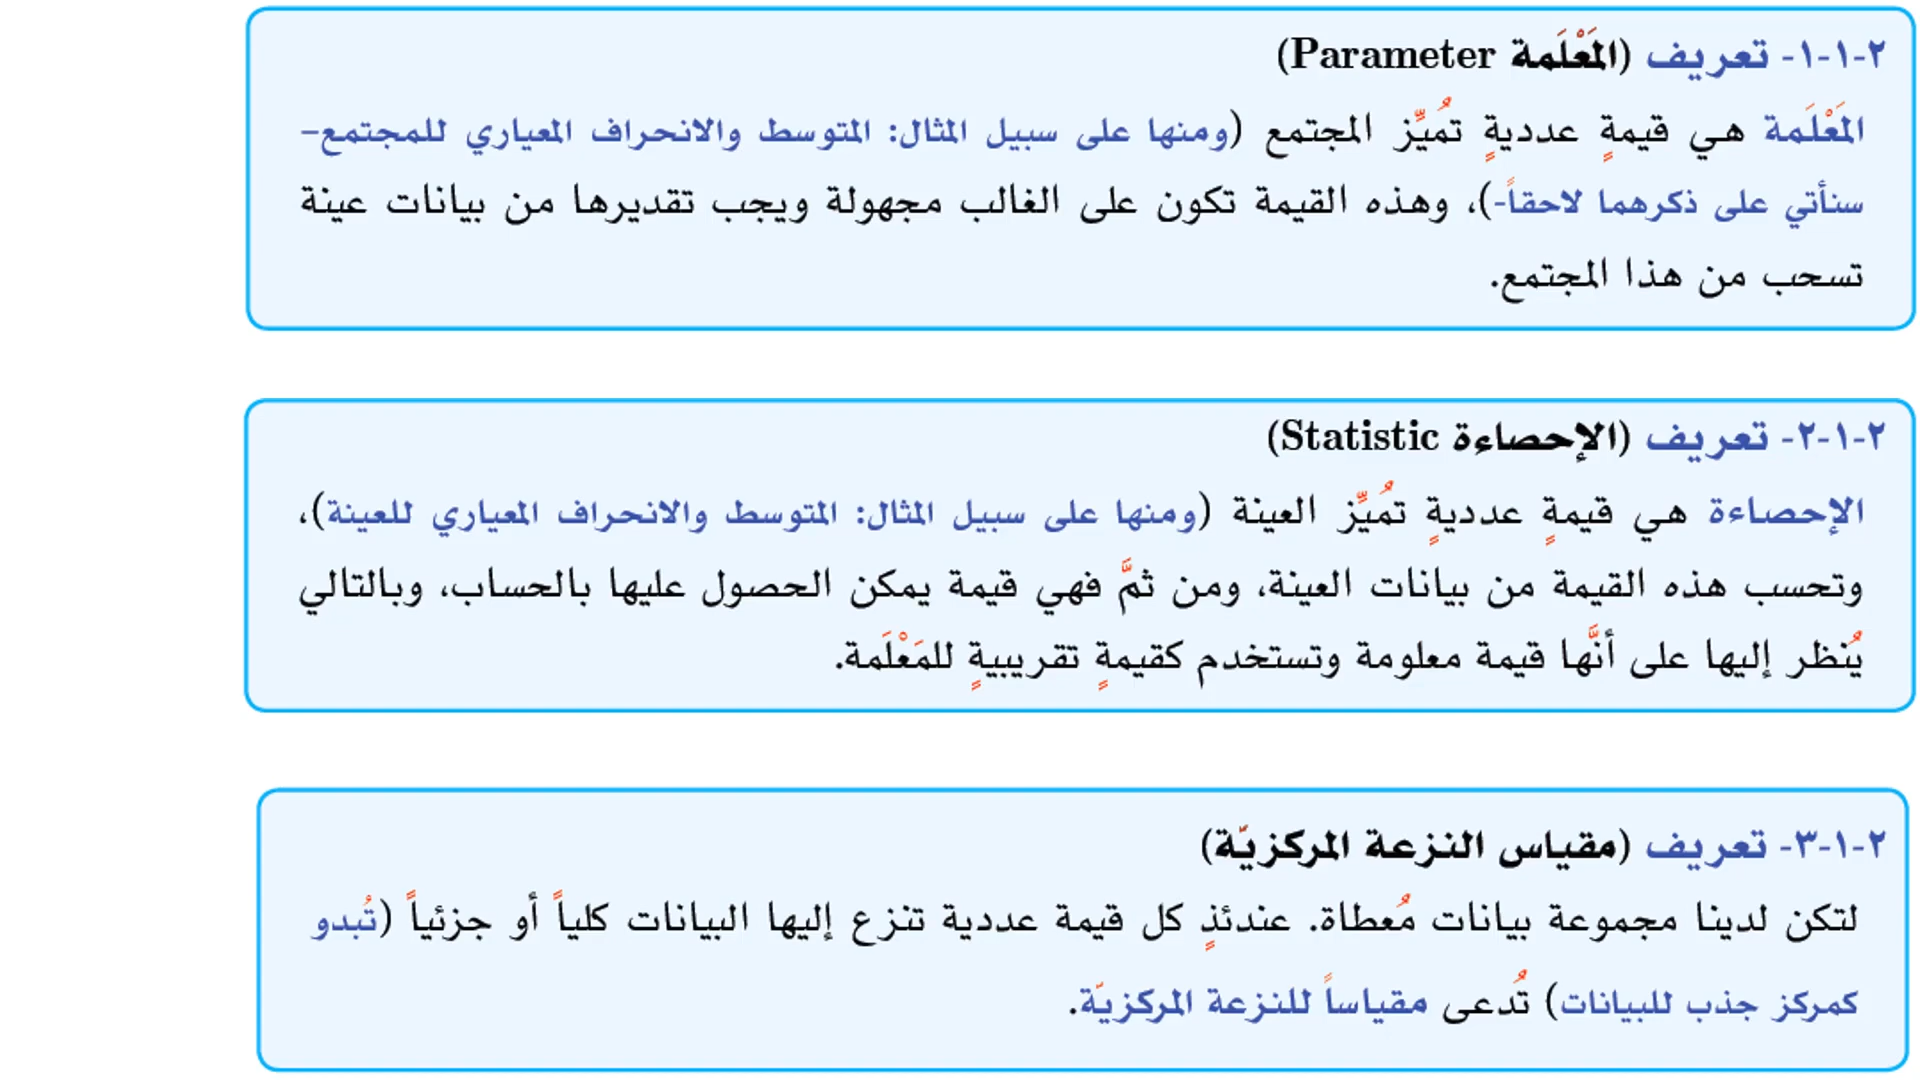 ٢-١-١- تعريف (المَعْلَمة Parameter)
المَعْلَمة هي قيمةٍ عدديةٍ تمُيِّز المجتمع (ومنها على سبيل المثال: المتوسط والانحراف المعياري للمجتمع-
سنأتي على ذكرهما لاحقاً-)، وهذه القيمة تكون على الغالب مجهولة ويجب تقديرها من بيانات عينة
تسحب من هذا المجتمع.
٢-١-٢- تعريف (الإحصاءة Statistic)
الإحصاءة هي قيمةٍ عدديةٍ تمُيِّز العينة (ومنها على سبيل المثال: المتوسط والانحراف المعياري للعينة)،
وتحسب هذه القيمة من بيانات العينة، ومن ثمَّ فهي قيمة يمكن الحصول عليها بالحساب، وبالتالي
يُنظر إليها على أنَّها قيمة معلومة وتستخدم كقيمةٍ تقريبيةٍ للمَعْلَمة.
٢-١-٣- تعريف (مقياس النزعة المركزيّة)
لتكن لدينا مجموعة بيانات مُعطاة. عندئذٍ كل قيمة عددية تنزع إليها البيانات كلياً أو جزئياً (تُبدو
كمركز جذب للبيانات) تُدعى مقياساً للنزعة المركزيّة.